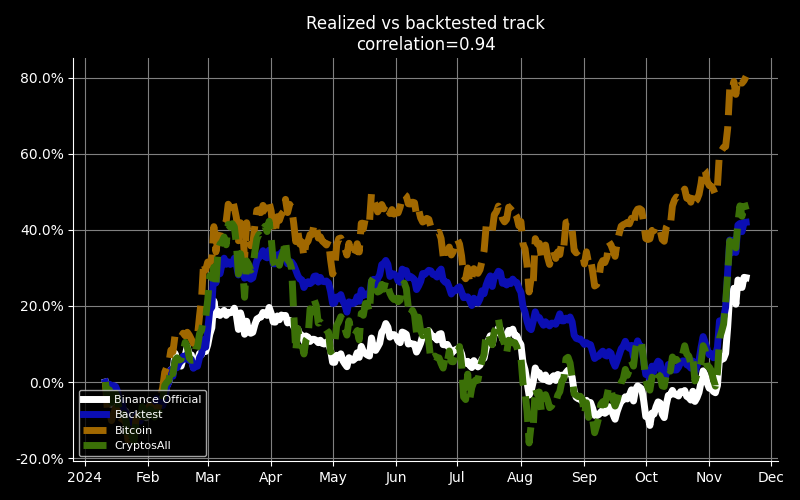 Realized vs backtested track
correlation=0.94
80.0%
60.0%
40.0%
20.0%
0.0%
-20.0%
Binance Official
Backtest
Bitcoin
CryptosAll
2024 Feb Mar Apr May Jun Jul Aug Sep Oct Nov Dec